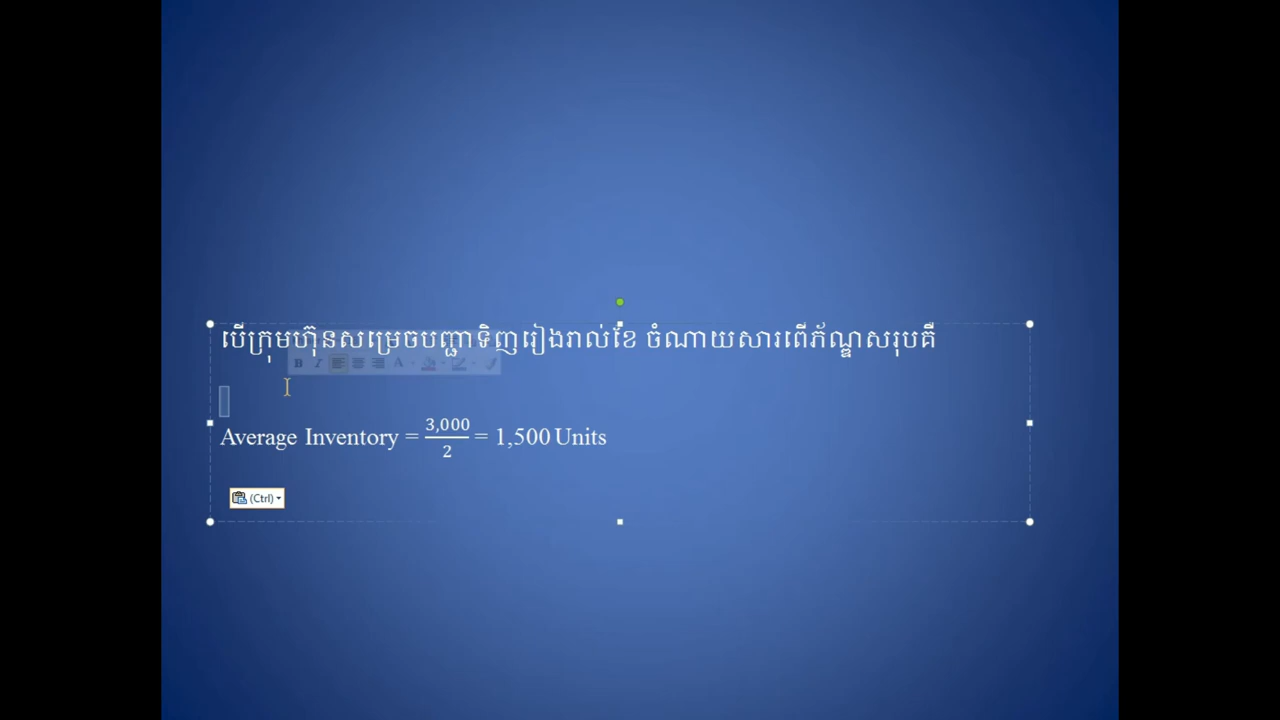 បើក្រុមហ៊ុនសម្រេចបញ្ជាទិញរៀងរាល់ខែ ចំណាយសារពើភ័ណ្ឌសរុបគឺ
B I A
Average Inventory = 3,000/2 = 1,500 Units
(Ctrl)